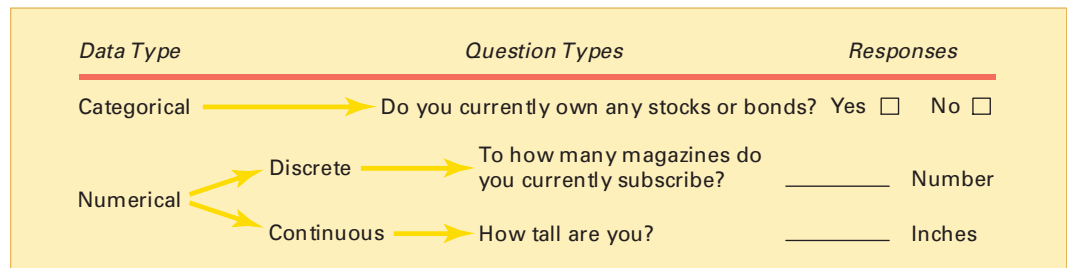 Data Type Question Types Responses
Categorical Do you currently own any stocks or bonds? Yes No
Discrete To how many magazines do
you currently subscribe? Number
Numerical
Continuous How tall are you? Inches